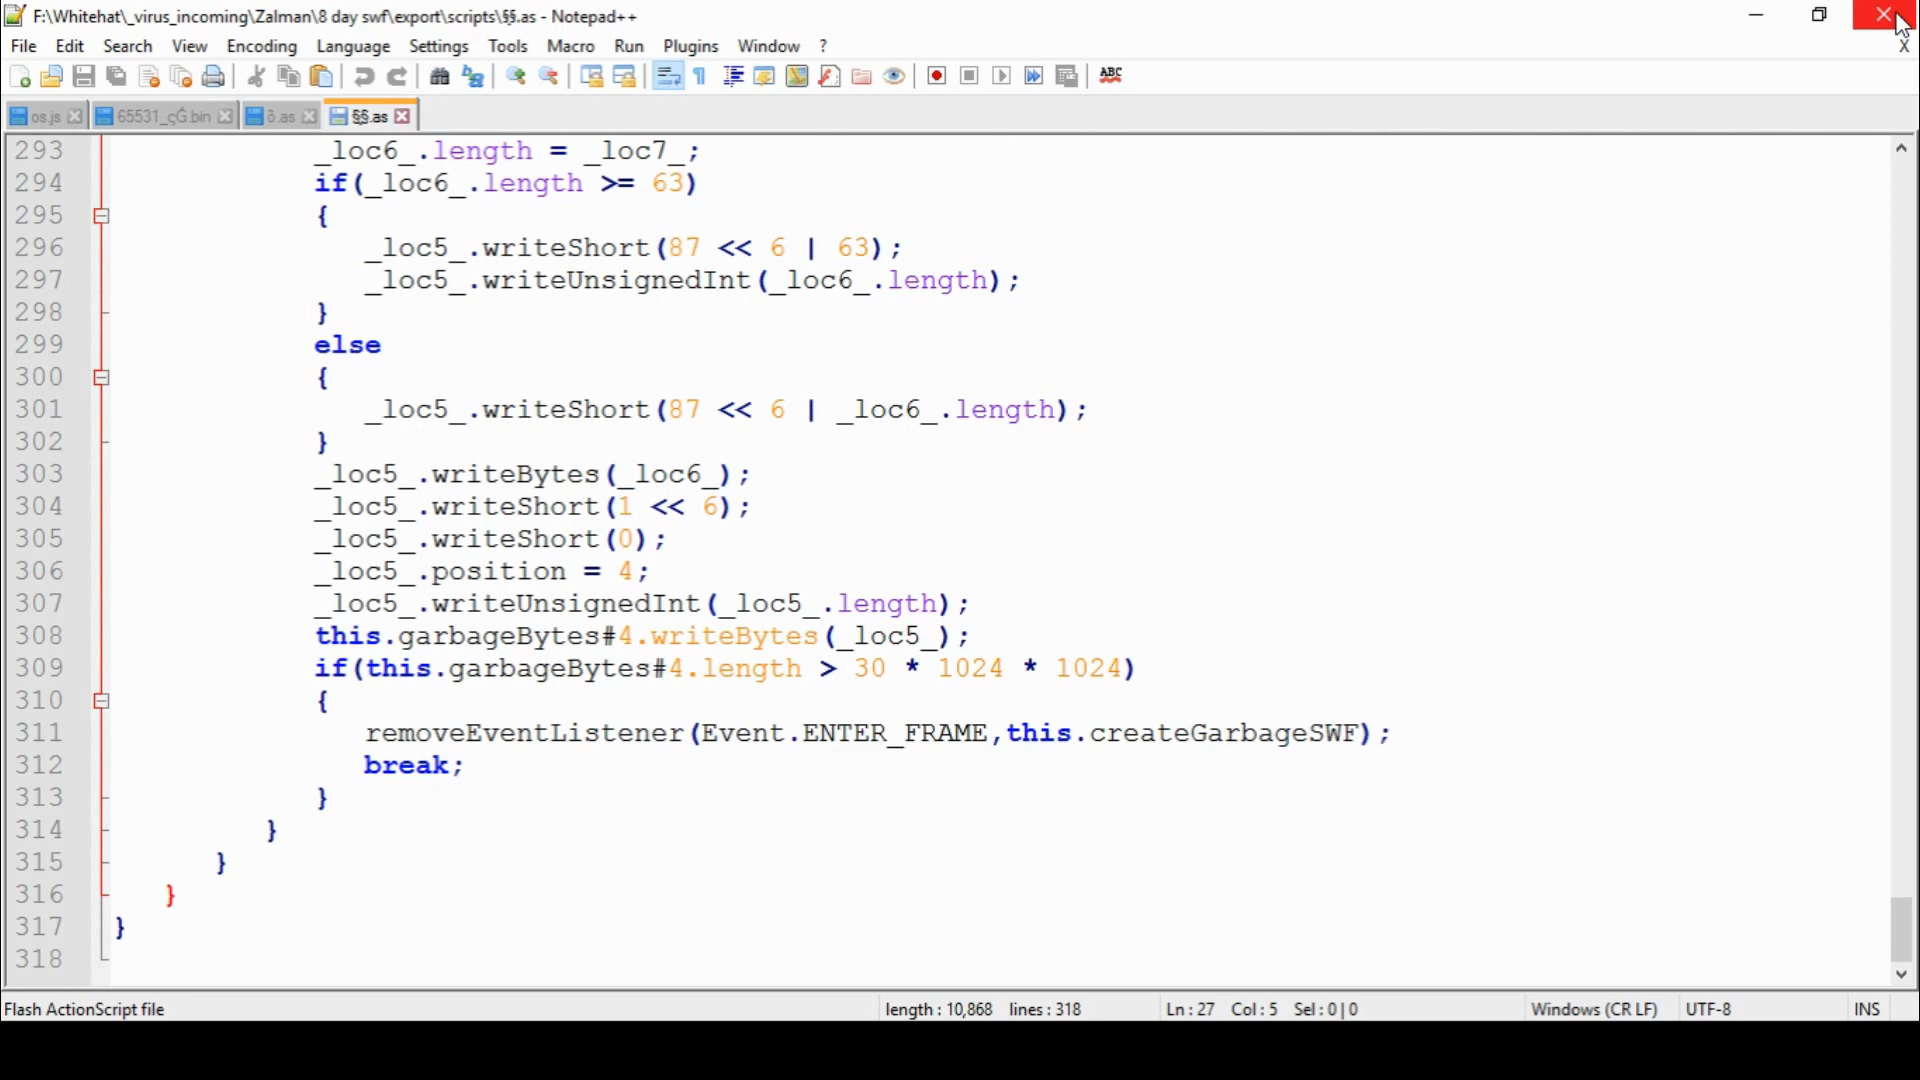 F:\Whitehat\_virus_incoming\Zalman\8 day swf\export\scripts\§§.as - Notepad++
File Edit Search View Encoding Language Settings Tools Macro Run Plugins Window ? X
ABC
os.js 65531_çĠ.bin õ.as §§.as
293 _loc6_.length = _loc7_;
294 if(_loc6_.length >= 63)
295 {
296 _loc5_.writeShort(87 << 6 | 63);
297 _loc5_.writeUnsignedInt(_loc6_.length);
298 }
299 else
300 {
301 _loc5_.writeShort(87 << 6 | _loc6_.length);
302 }
303 _loc5_.writeBytes(_loc6_);
304 _loc5_.writeShort(1 << 6);
305 _loc5_.writeShort(0);
306 _loc5_.position = 4;
307 _loc5_.writeUnsignedInt(_loc5_.length);
308 this.garbageBytes#4.writeBytes(_loc5_);
309 if(this.garbageBytes#4.length > 30 * 1024 * 1024)
310 {
311 removeEventListener(Event.ENTER_FRAME,this.createGarbageSWF);
312 break;
313 }
314 }
315 }
316 }
317 }
318
Flash ActionScript file length : 10,868 lines : 318 Ln : 27 Col : 5 Sel : 0 | 0 Windows (CR LF) UTF-8 INS